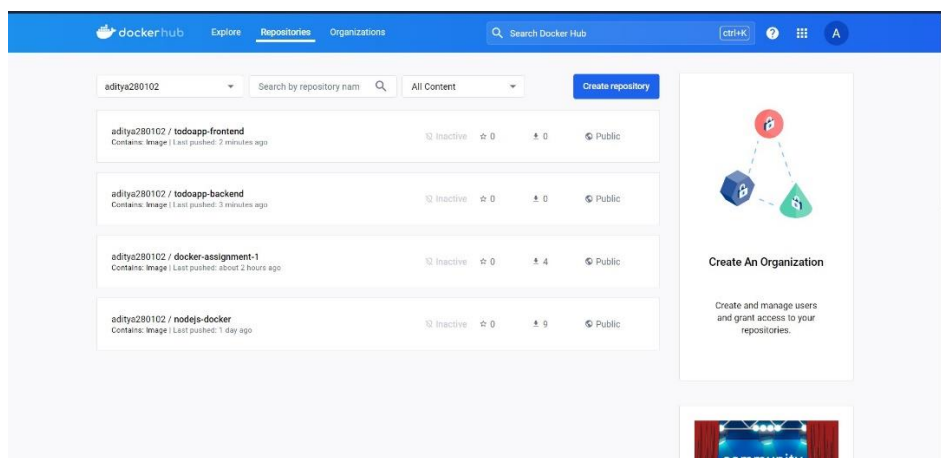 dockerhub Explore Repositories Organizations Search Docker Hub ctrl+K ? A
aditya280102 Search by repository nam All Content Create repository
aditya280102 / todoapp-frontend
Contains: Image | Last pushed: 2 minutes ago
Inactive 0 0 Public
aditya280102 / todoapp-backend
Contains: Image | Last pushed: 3 minutes ago
Inactive 0 0 Public
aditya280102 / docker-assignment-1
Contains: Image | Last pushed: about 2 hours ago
Inactive 0 4 Public
aditya280102 / nodejs-docker
Contains: Image | Last pushed: 1 day ago
Inactive 0 9 Public
Create An Organization
Create and manage users
and grant access to your
repositories.
community